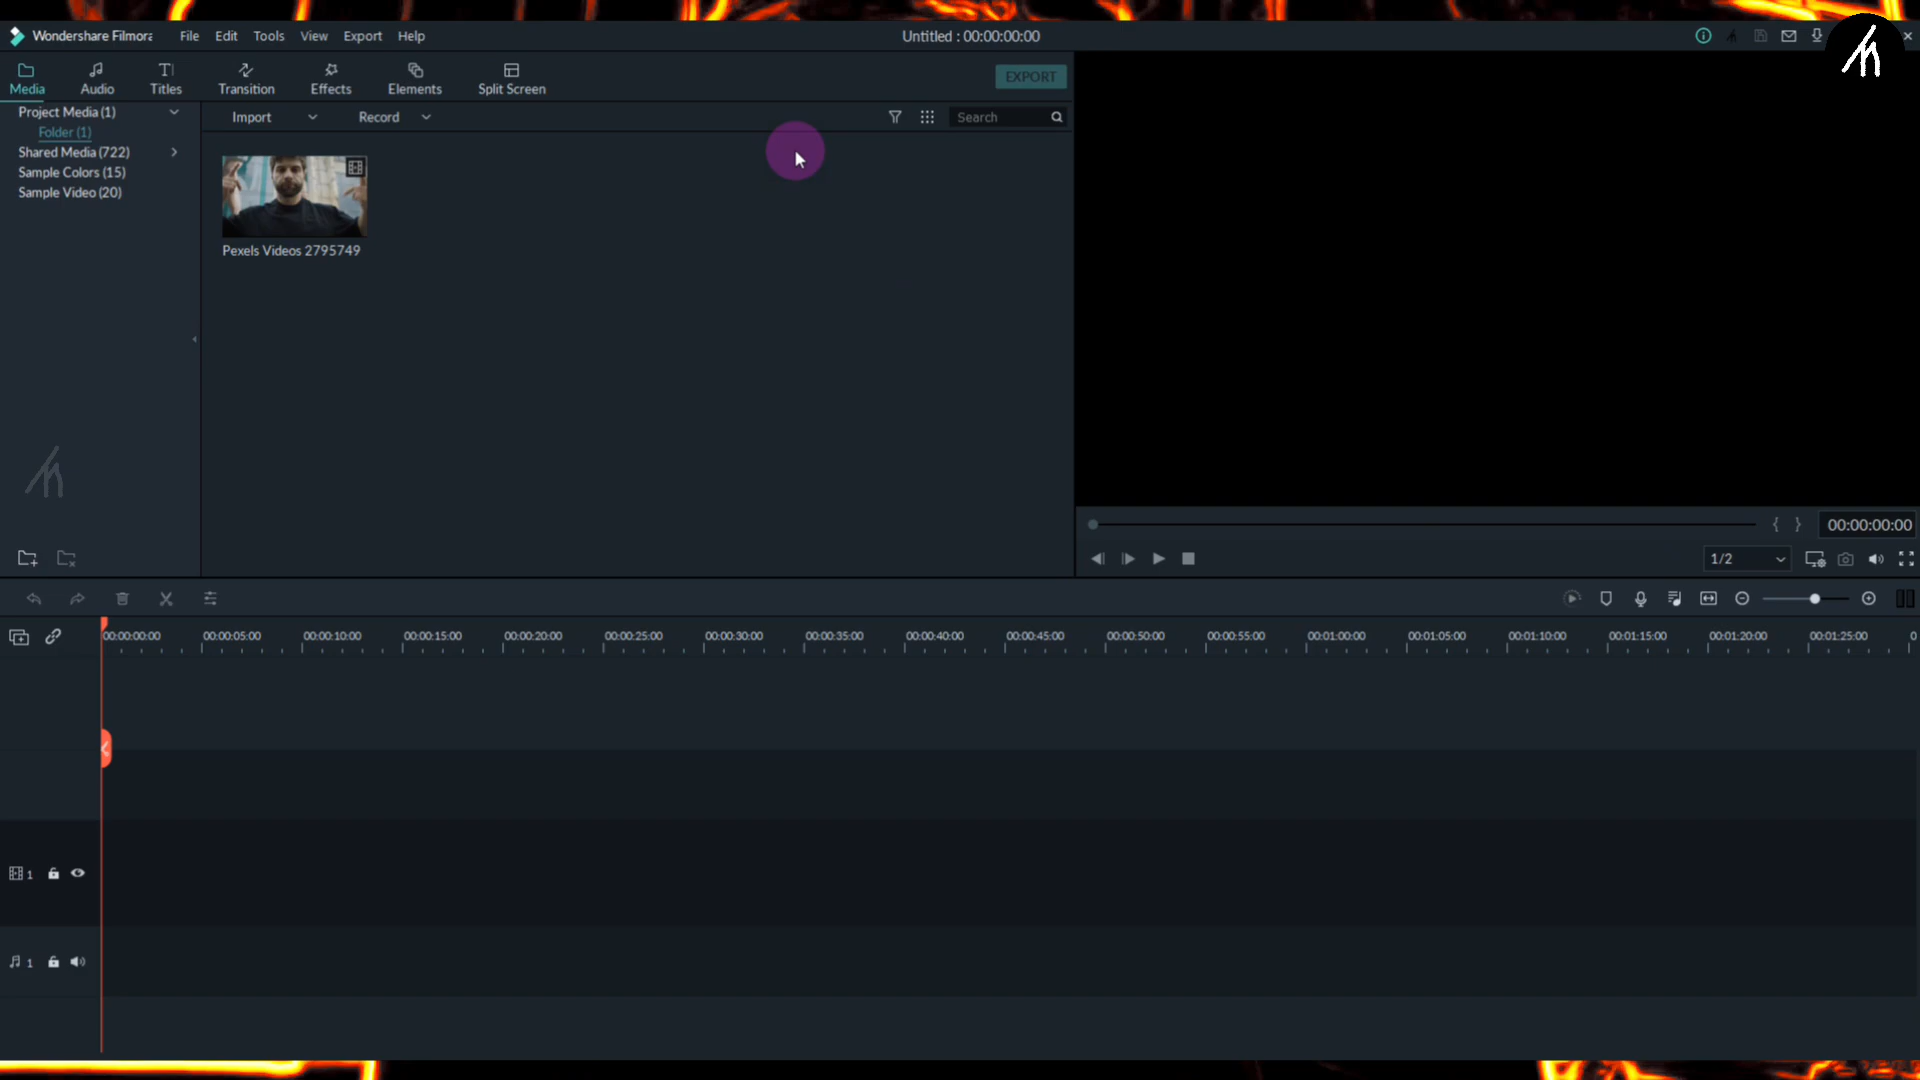 Wondershare Filmora File Edit Tools View Export Help Untitled : 00:00:00:00
Media Audio Titles Transition Effects Elements Split Screen EXPORT
Project Media (1) Import Record Search
Folder (1)
Shared Media (722)
Sample Colors (15)
Sample Video (20)
Pexels Videos 2795749
{ } 00:00:00:00
1/2
00:00:00:00 00:00:05:00 00:00:10:00 00:00:15:00 00:00:20:00 00:00:25:00 00:00:30:00 00:00:35:00 00:00:40:00 00:00:45:00 00:00:50:00 00:00:55:00 00:01:00:00 00:01:05:00 00:01:10:00 00:01:15:00 00:01:20:00 00:01:25:00 0
1
1